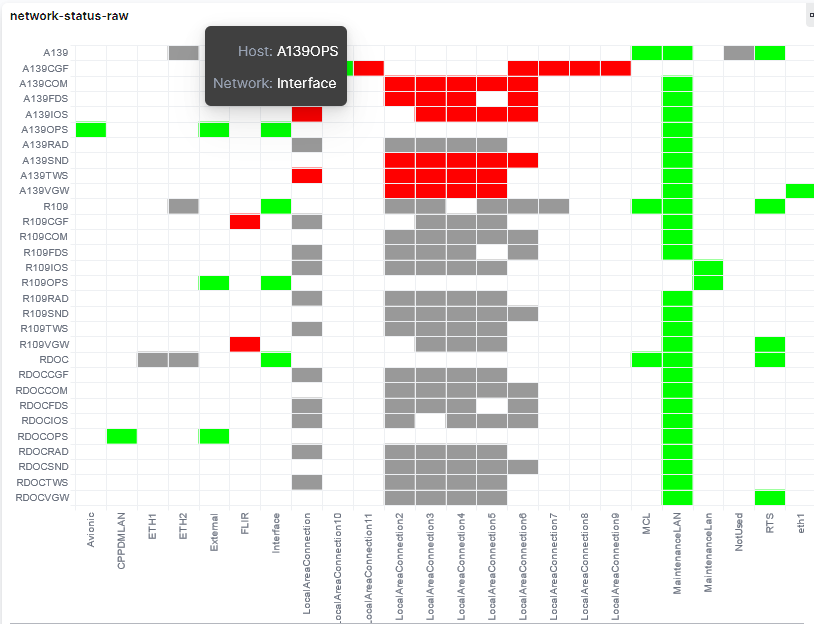 network-status-raw
Host: A139OPS
Network: Interface
A139
A139CGF
A139COM
A139FDS
A139IOS
A139OPS
A139RAD
A139SND
A139TWS
A139VGW
R109
R109CGF
R109COM
R109FDS
R109IOS
R109OPS
R109RAD
R109SND
R109TWS
R109VGW
RDOC
RDOCCGF
RDOCCOM
RDOCFDS
RDOCIOS
RDOCOPS
RDOCRAD
RDOCSND
RDOCTWS
RDOCVGW
Avionic
CPPDMLAN
ETH1
ETH2
External
FLIR
Interface
LocalAreaConnection
LocalAreaConnection10
LocalAreaConnection11
LocalAreaConnection2
LocalAreaConnection3
LocalAreaConnection4
LocalAreaConnection5
LocalAreaConnection6
LocalAreaConnection7
LocalAreaConnection8
LocalAreaConnection9
MCL
MaintenanceLAN
MaintenanceLan
NotUsed
RTS
eth1